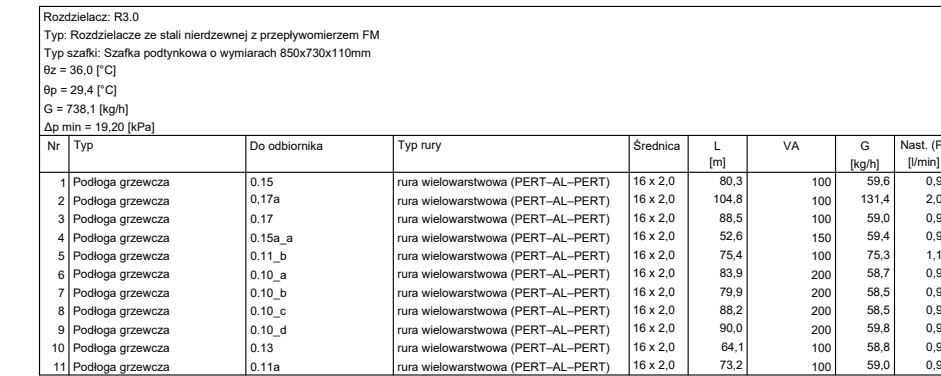 Rozdzielacz: R3.0
Typ: Rozdzielacze ze stali nierdzewnej z przepływomierzem FM
Typ szafki: Szafka podtynkowa o wymiarach 850x730x110mm
θz = 36,0 [°C]
θp = 29,4 [°C]
G = 738,1 [kg/h]
Δp min = 19,20 [kPa]
Nr Typ Do odbiornika Typ rury Średnica L [m] VA G [kg/h] Nast. (P [l/min]
1 Podłoga grzewcza 0.15 rura wielowarstwowa (PERT–AL–PERT) 16 x 2,0 80,3 100 59,6 0,9
2 Podłoga grzewcza 0,17a rura wielowarstwowa (PERT–AL–PERT) 16 x 2,0 104,8 100 131,4 2,0
3 Podłoga grzewcza 0.17 rura wielowarstwowa (PERT–AL–PERT) 16 x 2,0 88,5 100 59,0 0,9
4 Podłoga grzewcza 0.15a_a rura wielowarstwowa (PERT–AL–PERT) 16 x 2,0 52,6 150 59,4 0,9
5 Podłoga grzewcza 0.11_b rura wielowarstwowa (PERT–AL–PERT) 16 x 2,0 75,4 100 75,3 1,1
6 Podłoga grzewcza 0.10_a rura wielowarstwowa (PERT–AL–PERT) 16 x 2,0 83,9 200 58,7 0,9
7 Podłoga grzewcza 0.10_b rura wielowarstwowa (PERT–AL–PERT) 16 x 2,0 79,9 200 58,5 0,9
8 Podłoga grzewcza 0.10_c rura wielowarstwowa (PERT–AL–PERT) 16 x 2,0 88,2 200 58,5 0,9
9 Podłoga grzewcza 0.10_d rura wielowarstwowa (PERT–AL–PERT) 16 x 2,0 90,0 200 59,8 0,9
10 Podłoga grzewcza 0.13 rura wielowarstwowa (PERT–AL–PERT) 16 x 2,0 64,1 100 58,8 0,9
11 Podłoga grzewcza 0.11a rura wielowarstwowa (PERT–AL–PERT) 16 x 2,0 73,2 100 59,0 0,9